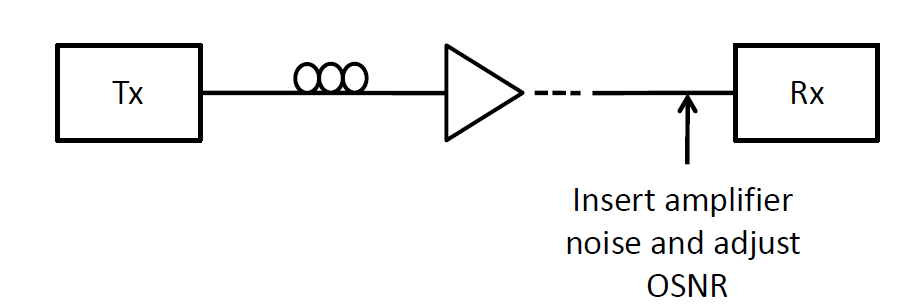 Tx
Rx
Insert amplifier
noise and adjust
OSNR